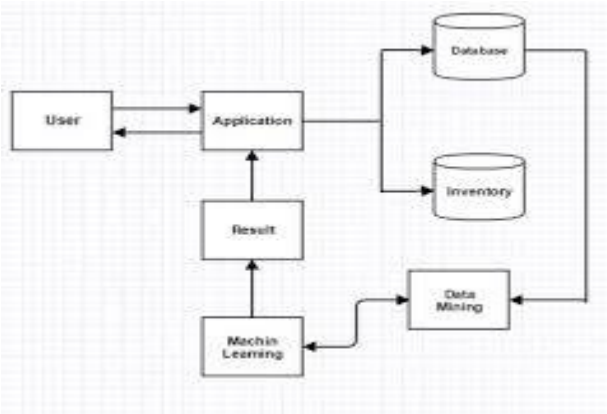 User
Application
Database
Inventory
Result
Data
Mining
Machin
Learning